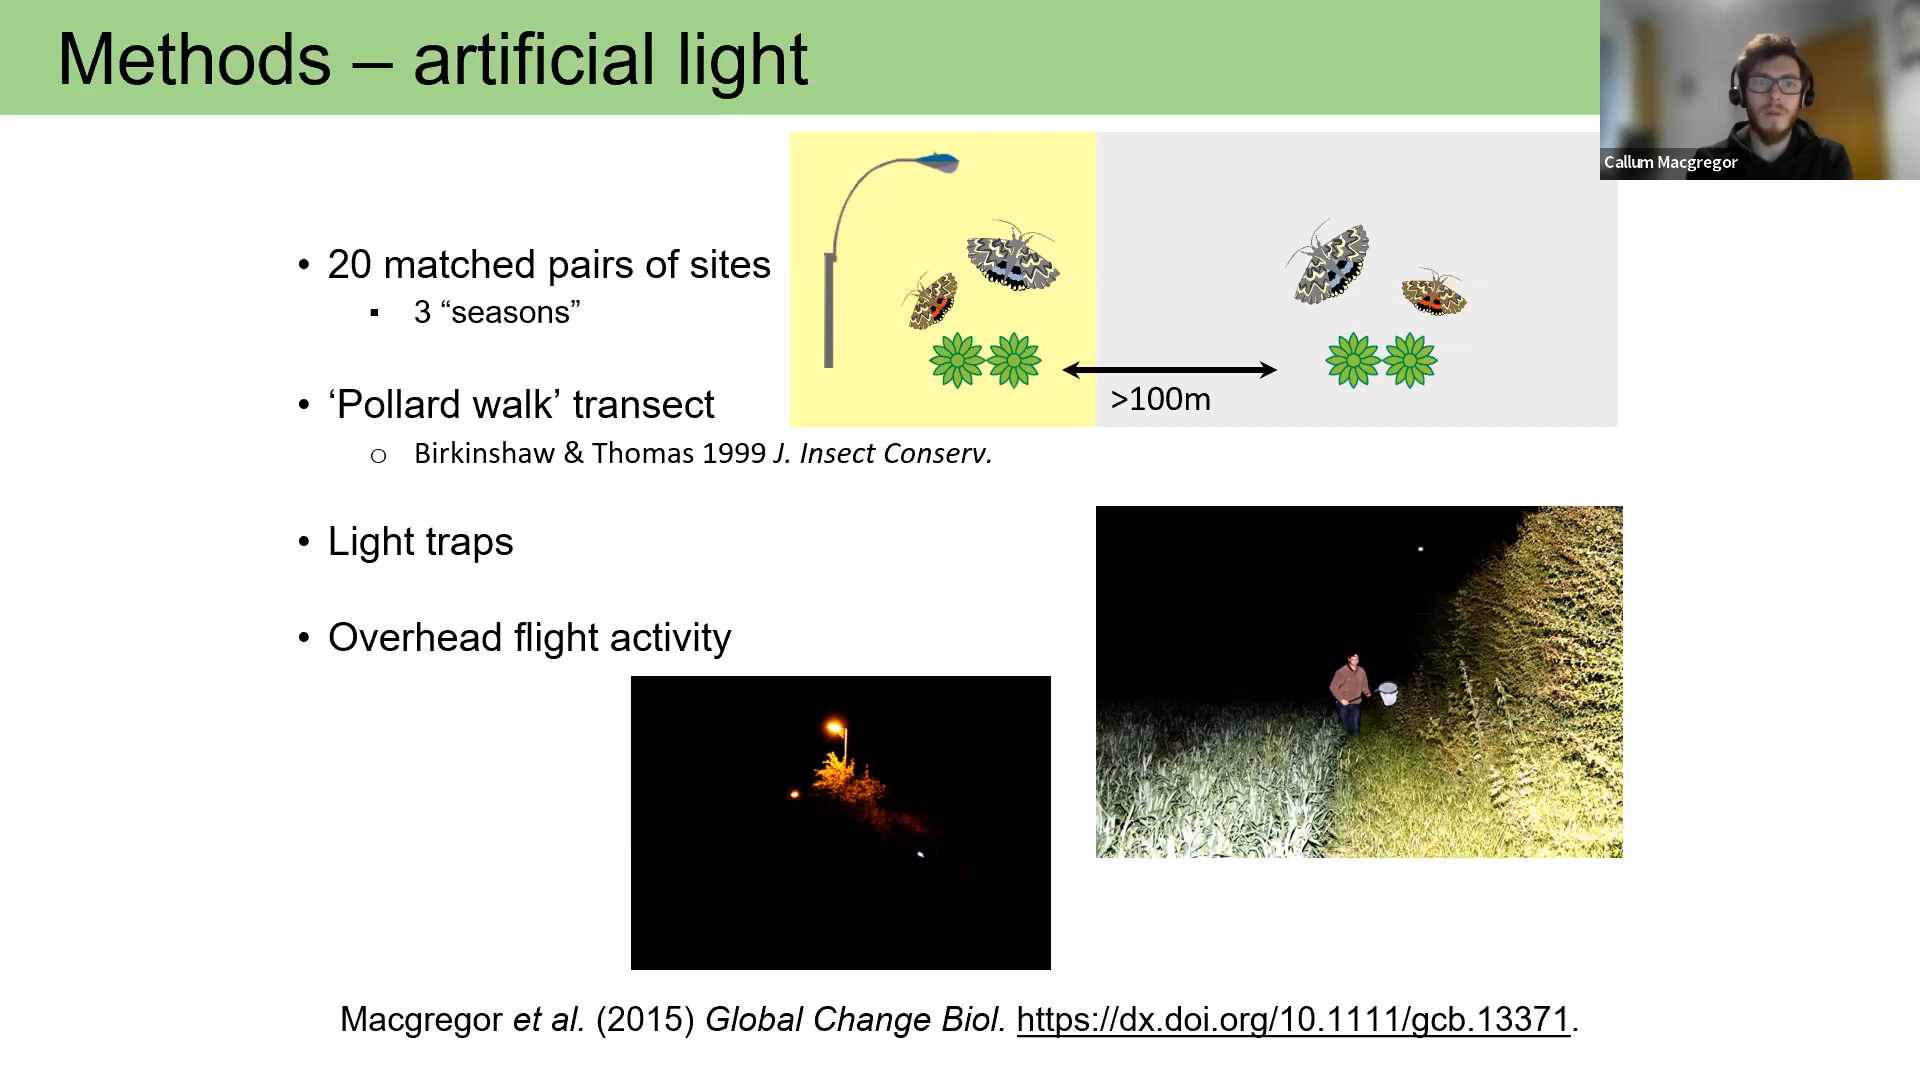 Methods – artificial light
Callum Macgregor
• 20 matched pairs of sites
▪ 3 “seasons”
>100m
• ‘Pollard walk’ transect
o Birkinshaw & Thomas 1999 J. Insect Conserv.
• Light traps
• Overhead flight activity
Macgregor et al. (2015) Global Change Biol. https://dx.doi.org/10.1111/gcb.13371.